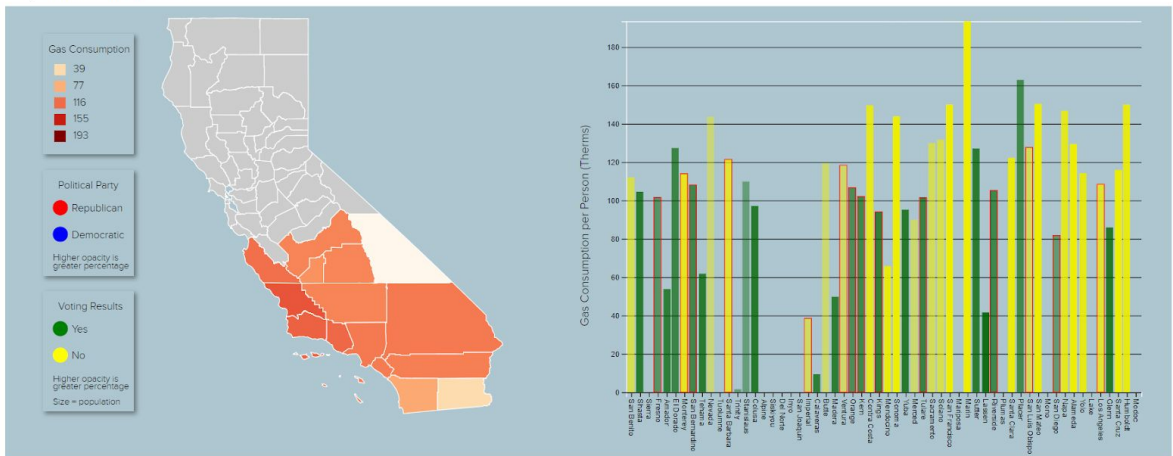 Gas Consumption
39
77
116
155
193
Political Party
Republican
Democratic
Higher opacity is
greater percentage
Voting Results
Yes
No
Higher opacity is
greater percentage
Size = population
Gas Consumption per Person (Therms)
180
160
140
120
100
80
60
40
20
0
San Benito
Shasta
Sierra
Fresno
Amador
El Dorado
Monterey
San Bernardino
Tehama
Nevada
Tuolumne
Santa Barbara
Trinity
Stanislaus
Colusa
Alpine
Siskiyou
Del Norte
Inyo
San Joaquin
Imperial
Calaveras
Butte
Madera
Ventura
Orange
Kern
Contra Costa
Kings
Mendocino
Sonoma
Yuba
Merced
Tulare
Sacramento
Solano
San Francisco
Mariposa
Marin
Sutter
Lassen
Riverside
Plumas
Santa Clara
Placer
San Luis Obispo
San Mateo
Mono
San Diego
Napa
Alameda
Yolo
Lake
Los Angeles
Glenn
Santa Cruz
Humboldt
Modoc